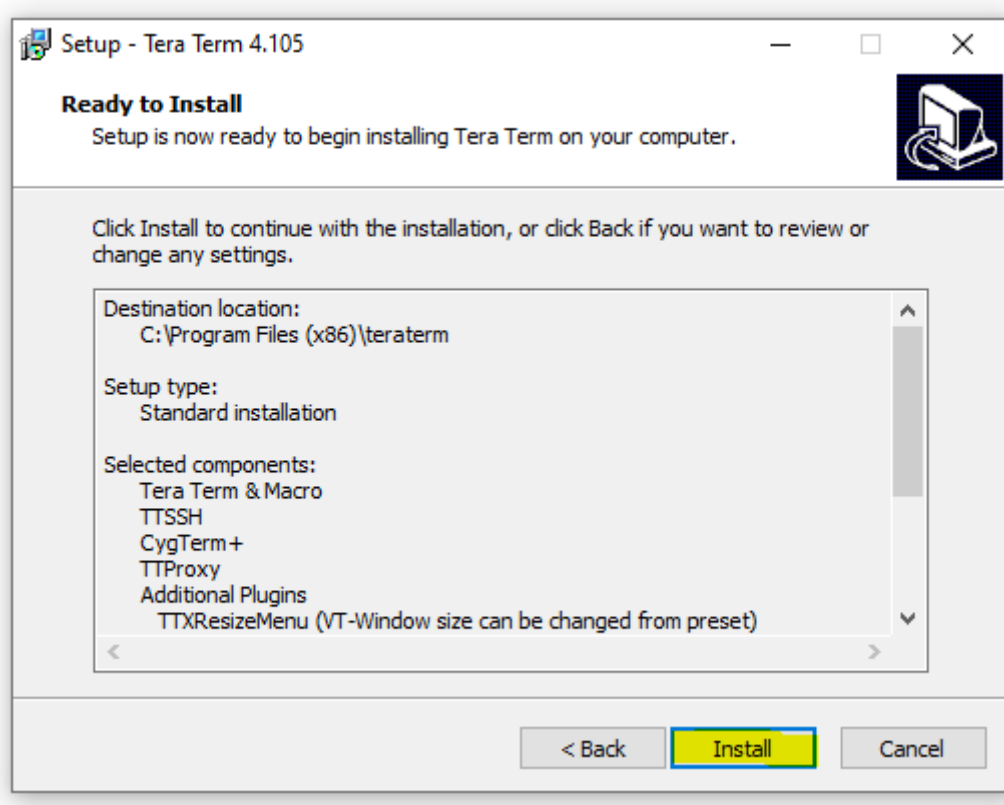 Setup - Tera Term 4.105
Ready to Install
Setup is now ready to begin installing Tera Term on your computer.
Click Install to continue with the installation, or click Back if you want to review or
change any settings.
Destination location:
C:\Program Files (x86)\teraterm
Setup type:
Standard installation
Selected components:
Tera Term & Macro
TTSSH
CygTerm+
TTProxy
Additional Plugins
TTXResizeMenu (VT-Window size can be changed from preset)
< Back Install Cancel